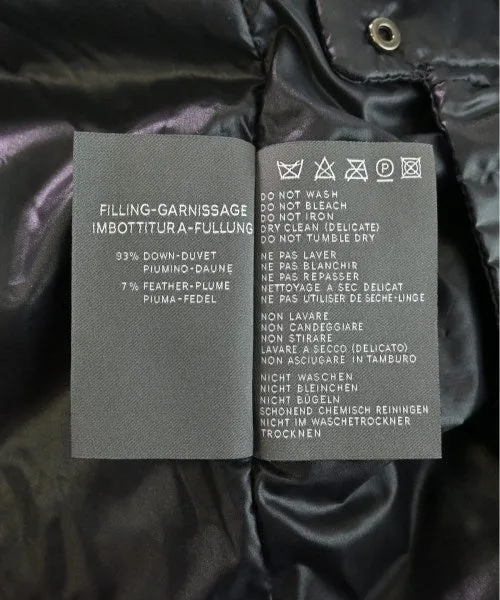 FILLING-GARNISSAGE
IMBOTTITURA-FULLUNG
93% DOWN-DUVET
PIUMINO-DAUNE
7% FEATHER-PLUME
PIUMA-FEDEL
P
DO NOT WASH
DO NOT BLEACH
DO NOT IRON
DRY CLEAN (DELICATE)
DO NOT TUMBLE DRY
NE PAS LAVER
NE PAS BLANCHIR
NE PAS REPASSER
NETTOYAGE A SEC DELICAT
NE PAS UTILISER DE SECHE-LINGE
NON LAVARE
NON CANDEGGIARE
NON STIRARE
LAVARE A SECCO (DELICATO)
NON ASCIUGARE IN TAMBURO
NICHT WASCHEN
NICHT BLEINCHEN
NICHT BÜGELN
SCHONEND CHEMISCH REININGEN
NICHT IM WASCHETROCKNER
TROCKNEN